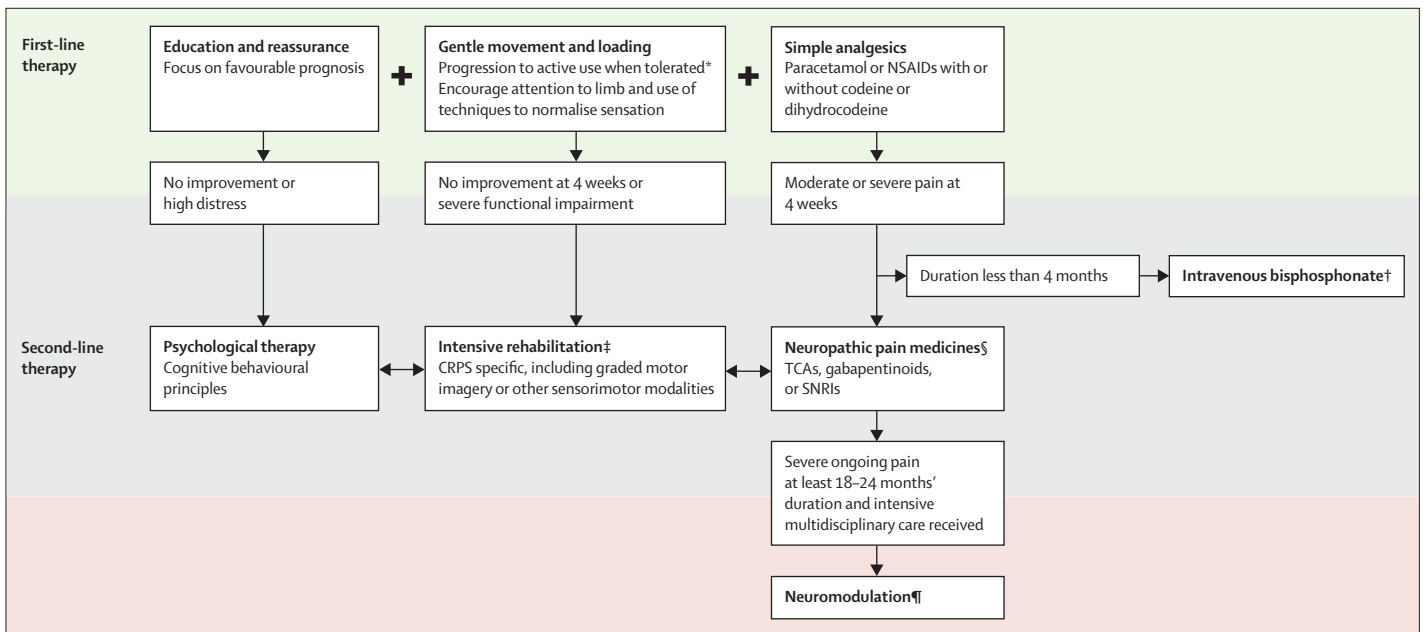 First-line
therapy
Education and reassurance
Focus on favourable prognosis
Gentle movement and loading
Progression to active use when tolerated*
Encourage attention to limb and use of
techniques to normalise sensation
Simple analgesics
Paracetamol or NSAIDs with or
without codeine or
dihydrocodeine
No improvement or
high distress
No improvement at 4 weeks or
severe functional impairment
Moderate or severe pain at
4 weeks
Duration less than 4 months
Intravenous bisphosphonate†
Second-line
therapy
Psychological therapy
Cognitive behavioural
principles
Intensive rehabilitation‡
CRPS specific, including graded motor
imagery or other sensorimotor modalities
Neuropathic pain medicines§
TCAs, gabapentinoids,
or SNRIs
Severe ongoing pain
at least 18–24 months’
duration and intensive
multidisciplinary care received
Neuromodulation¶